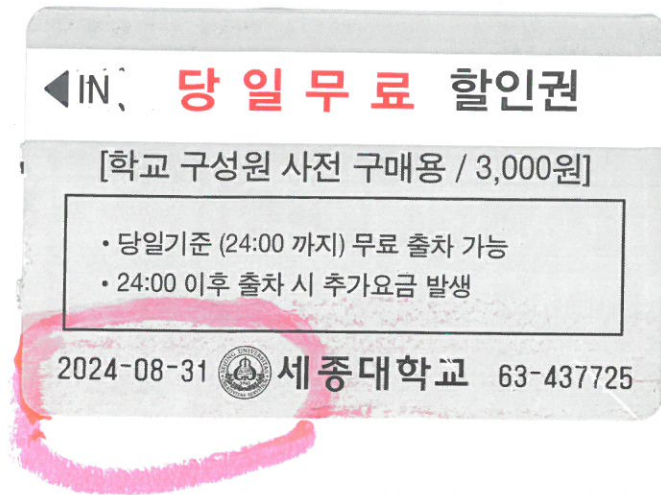 ◀IN 당일무료 할인권
[학교 구성원 사전 구매용 / 3,000원]
• 당일기준 (24:00 까지) 무료 출차 가능
• 24:00 이후 출차 시 추가요금 발생
2024-08-31 세종대학교 63-437725